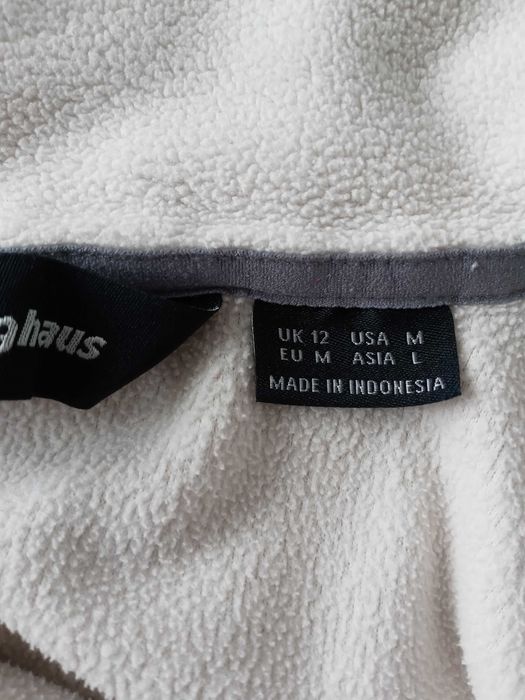 ghaus
UK 12 USA M
EU M ASIA L
MADE IN INDONESIA